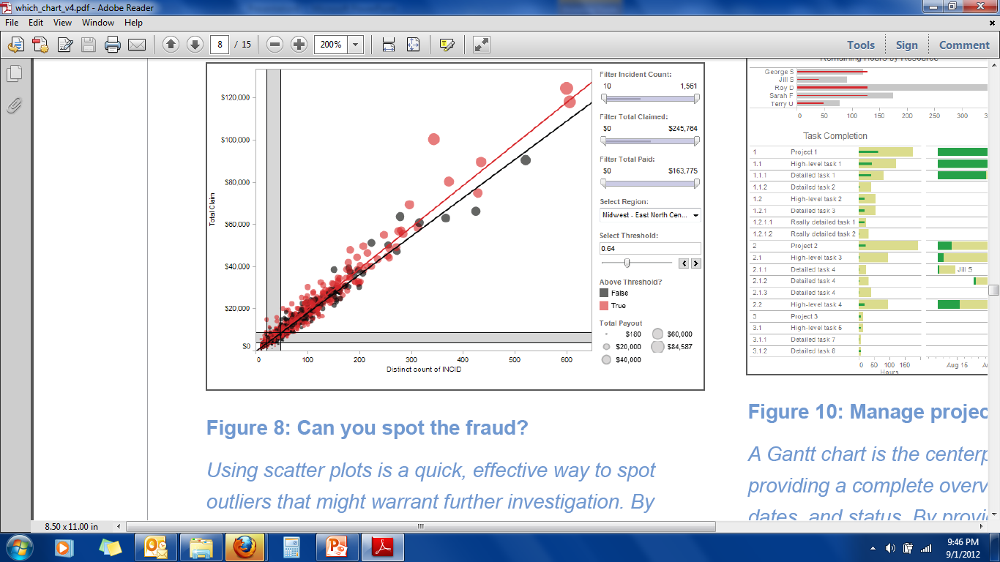 which_chart_v4.pdf - Adobe Reader
File Edit View Window Help
8 / 15 200% Tools Sign Comment
Total Claim
$120,000
$100,000
$80,000
$60,000
$40,000
$20,000
$0
0 100 200 300 400 500 600
Distinct count of INCID
Filter Incident Count:
10 1,561
Filter Total Claimed:
$0 $245,764
Filter Total Paid:
$0 $163,775
Select Region:
Midwest - East North Cen...
Select Threshold:
0.64
Above Threshold?
False
True
Total Payout
$180 $60,000
$20,000 $84,587
$40,000
Figure 8: Can you spot the fraud?
Using scatter plots is a quick, effective way to spot
outliers that might warrant further investigation. By
Remaining Hours by Resource
George S
Jill S
Roy D
Sarah F
Terry U
0 50 100 150 200 250 300
Task Completion
1 Project 1
1.1 High-level task 1
1.1.1 Detailed task 1
1.1.2 Detailed task 2
1.2 High-level task 2
1.2.1 Detailed task 3
1.2.1.1 Really detailed task 1
1.2.1.2 Really detailed task 2
2 Project 2
2.1 High-level task 3
2.1.1 Detailed task 4 Jill S
2.1.2 Detailed task 4
2.1.3 Detailed task 4
2.2 High-level task 4
3 Project 3
3.1 High-level task 5
3.1.1 Detailed task 7
3.1.2 Detailed task 8
0 50 100 150 Aug 15
Hours
Figure 10: Manage projec
A Gantt chart is the centerp
providing a complete overv
dates, and status. By provi
8.50 x 11.00 in
9:46 PM
9/1/2012